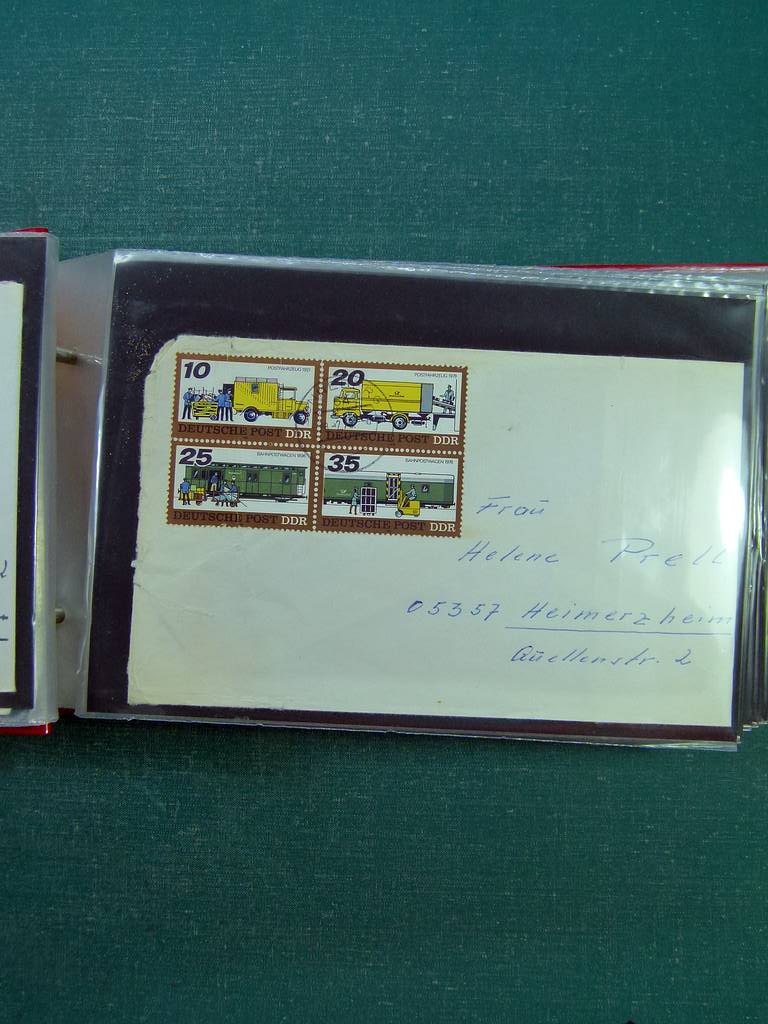 10 POSTFAHRZEUG 1921
DEUTSCHE POST DDR
20 POSTFAHRZEUG 1978
DEUTSCHE POST DDR
25 BAHNPOSTWAGEN 1896
DEUTSCHE POST DDR
35 BAHNPOSTWAGEN 1978
DEUTSCHE POST DDR
Frau
Helene Prell
05357 Heimerzheim
Quellenstr. 2
2